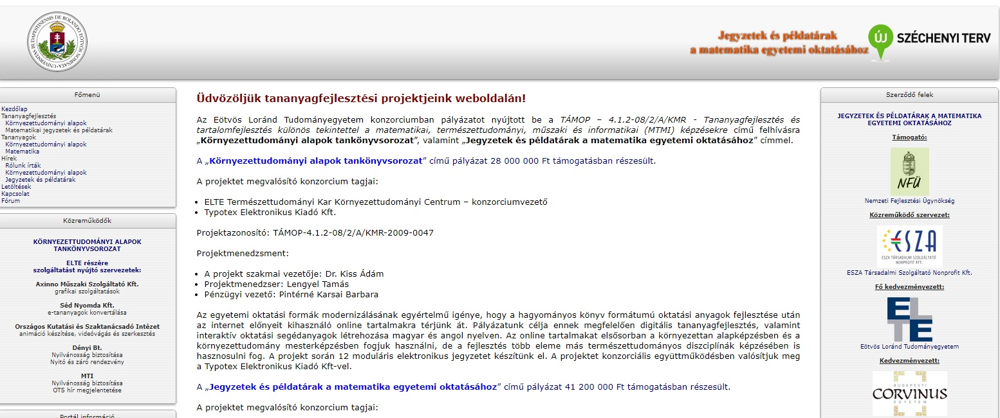 UNIVERSITAS BUDAPESTINENSIS DE ROLANDO EÖTVÖS NOMINATA
Jegyzetek és példatárak
a matematika egyetemi oktatásához
ÚJ SZÉCHENYI TERV
Főmenü
Kezdőlap
Tananyagfejlesztés
Környezettudományi alapok
Matematikai jegyzetek és példatárak
Tananyagok
Környezettudományi alapok
Matematika
Hírek
Rólunk írták
Környezettudományi alapok
Jegyzetek és példatárak
Letöltések
Kapcsolat
Fórum
Közreműködők
KÖRNYEZETTUDOMÁNYI ALAPOK
TANKÖNYVSOROZAT
ELTE részére
szolgáltatást nyújtó szervezetek:
Axinno Műszaki Szolgáltató Kft.
grafikai szolgáltatások
Séd Nyomda Kft.
e-tananyagok konvertálása
Országos Kutatási és Szaktanácsadó Intézet
animáció készítése, videóvágás és szerkesztés
Dényi Bt.
Nyilvánosság biztosítása
Nyitó és záró rendezvény
MTI
Nyilvánosság biztosítása
OTS hír megjelentetése
Portál információ
Üdvözöljük tananyagfejlesztési projektjeink weboldalán!
Az Eötvös Loránd Tudományegyetem konzorciumban pályázatot nyújtott be a TÁMOP – 4.1.2-08/2/A/KMR - Tananyagfejlesztés és
tartalomfejlesztés különös tekintettel a matematikai, természettudományi, műszaki és informatikai (MTMI) képzésekre című felhívásra
„Környezettudományi alapok tankönyvsorozat”, valamint „Jegyzetek és példatárak a matematika egyetemi oktatásához” címmel.
A „Környezettudományi alapok tankönyvsorozat” című pályázat 28 000 000 Ft támogatásban részesült.
A projektet megvalósító konzorcium tagjai:
• ELTE Természettudományi Kar Környezettudományi Centrum – konzorciumvezető
• Typotex Elektronikus Kiadó Kft.
Projektazonosító: TÁMOP-4.1.2-08/2/A/KMR-2009-0047
Projektmenedzsment:
• A projekt szakmai vezetője: Dr. Kiss Ádám
• Projektmenedzser: Lengyel Tamás
• Pénzügyi vezető: Pintérné Karsai Barbara
Az egyetemi oktatási formák modernizálásának egyértelmű igénye, hogy a hagyományos könyv formátumú oktatási anyagok fejlesztése után
az internet előnyeit kihasználó online tartalmakra térjünk át. Pályázatunk célja ennek megfelelően digitális tananyagfejlesztés, valamint
interaktív oktatási segédanyagok létrehozása magyar és angol nyelven. Az online tartalmakat elsősorban a környezettan alapképzésben és a
környezettudomány mesterképzésben fogjuk használni, de a fejlesztés több eleme más természettudományos diszciplínák képzésében is
hasznosulni fog. A projekt során 12 moduláris elektronikus jegyzetet készítünk el. A projektet konzorciális együttműködésben valósítjuk meg
a Typotex Elektronikus Kiadó Kft-vel.
A „Jegyzetek és példatárak a matematika egyetemi oktatásához” című pályázat 41 200 000 Ft támogatásban részesült.
A projektet megvalósító konzorcium tagjai:
Szerződő felek
JEGYZETEK ÉS PÉLDATÁRAK A MATEMATIKA
EGYETEMI OKTATÁSÁHOZ
Támogató:
NFÜ
Nemzeti Fejlesztési Ügynökség
Közreműködő szervezet:
ESZA
ESZA TÁRSADALMI SZOLGÁLTATÓ
NONPROFIT KFT.
ESZA Társadalmi Szolgáltató Nonprofit Kft.
Fő kedvezményezett:
ELTE
Eötvös Loránd Tudományegyetem
Kedvezményezett:
BUDAPESTI
CORVINUS
EGYETEM